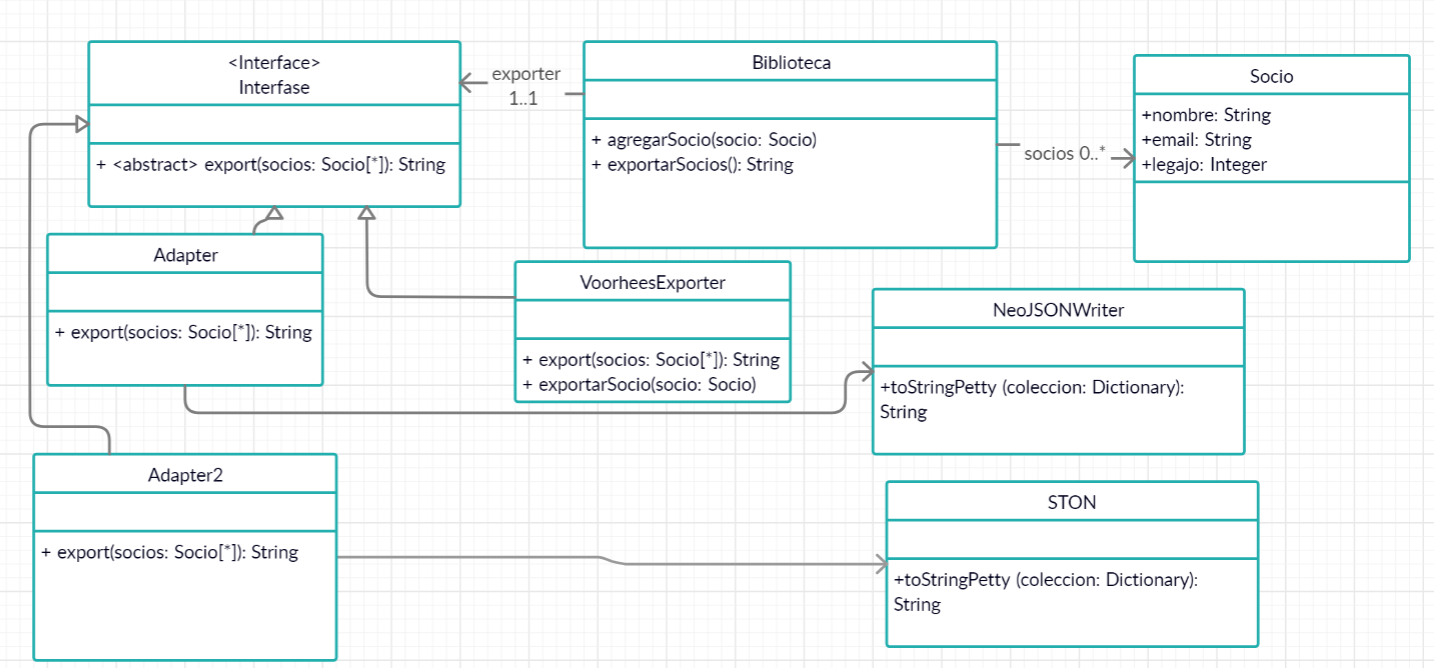 <Interface>
Interfase
+ <abstract> export(socios: Socio[*]): String
exporter
1..1
Biblioteca
+ agregarSocio(socio: Socio)
+ exportarSocios(): String
socios 0..*
Socio
+nombre: String
+email: String
+legajo: Integer
Adapter
+ export(socios: Socio[*]): String
VoorheesExporter
+ export(socios: Socio[*]): String
+ exportarSocio(socio: Socio)
NeoJSONWriter
+toStringPetty (coleccion: Dictionary):
String
Adapter2
+ export(socios: Socio[*]): String
STON
+toStringPetty (coleccion: Dictionary):
String